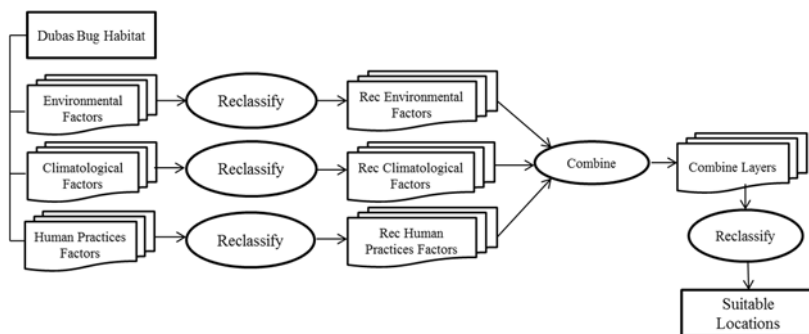 Dubas Bug Habitat
Environmental
Factors
Reclassify
Rec Environmental
Factors
Climatological
Factors
Reclassify
Rec Climatological
Factors
Combine
Combine Layers
Human Practices
Factors
Reclassify
Rec Human
Practices Factors
Reclassify
Suitable
Locations